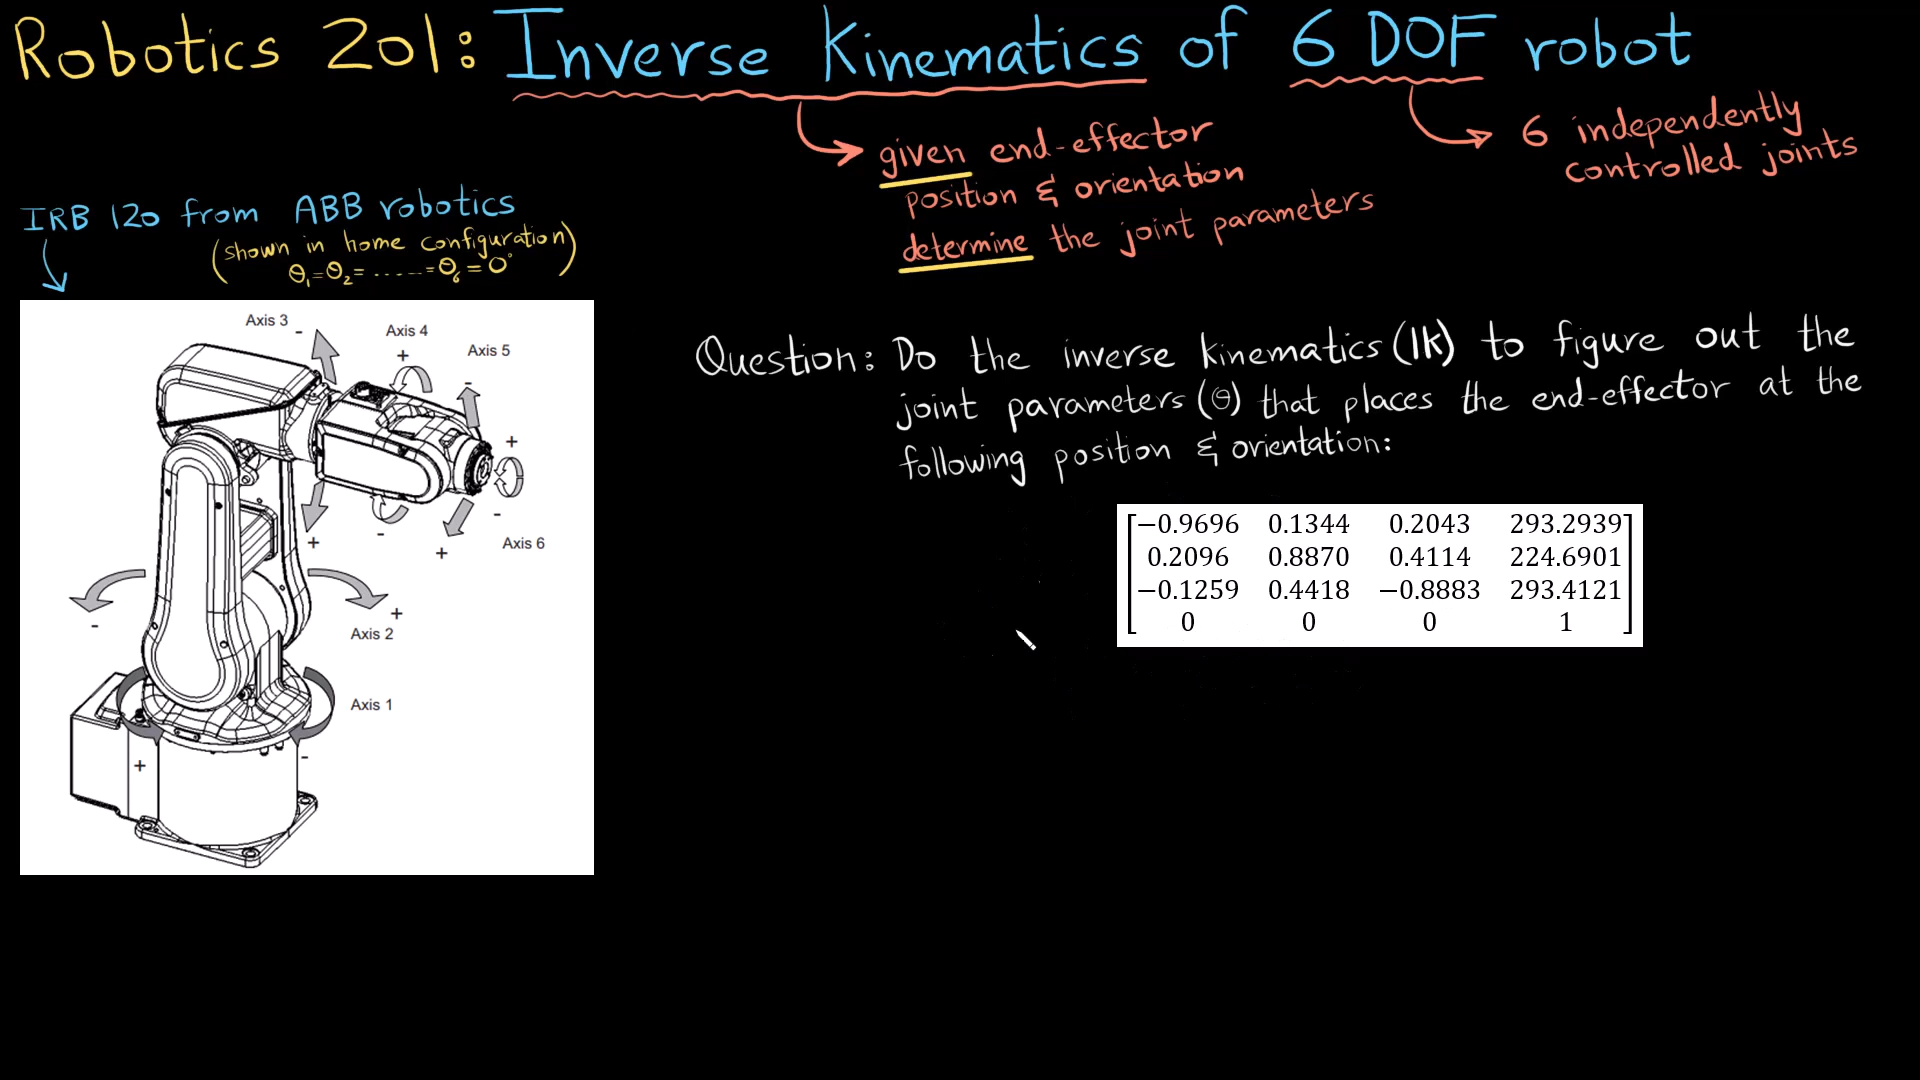 Robotics 201: Inverse Kinematics of 6 DOF robot
given end-effector
position & orientation
determine the joint parameters
6 independently
controlled joints
IRB 120 from ABB robotics
(shown in home configuration)
θ₁=θ₂=......=θ₆=0°
Axis 3
-
Axis 4
+
Axis 5
-
+
-
Axis 6
+
-
+
-
+
Axis 2
Axis 1
+
-
Question: Do the inverse kinematics (IK) to figure out the
joint parameters (θ) that places the end-effector at the
following position & orientation:
−0.9696 0.1344 0.2043 293.2939
0.2096 0.8870 0.4114 224.6901
−0.1259 0.4418 −0.8883 293.4121
0 0 0 1